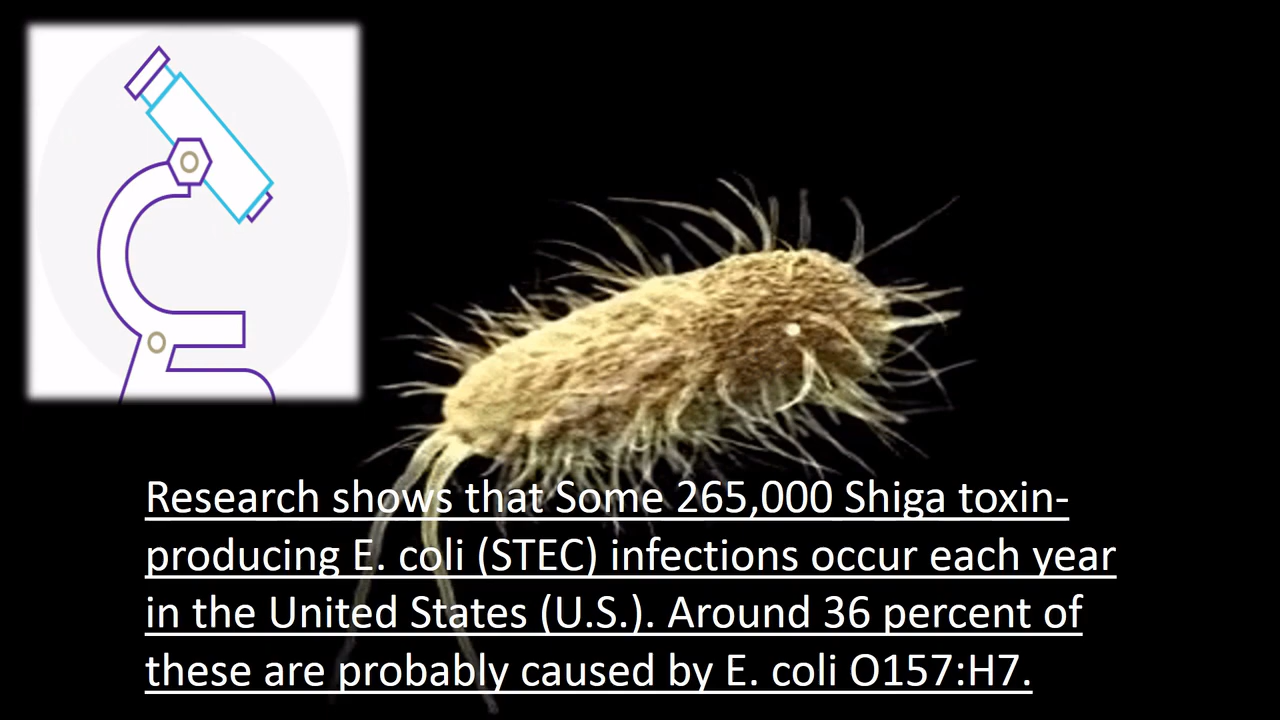 Research shows that Some 265,000 Shiga toxin-
producing E. coli (STEC) infections occur each year
in the United States (U.S.). Around 36 percent of
these are probably caused by E. coli O157:H7.